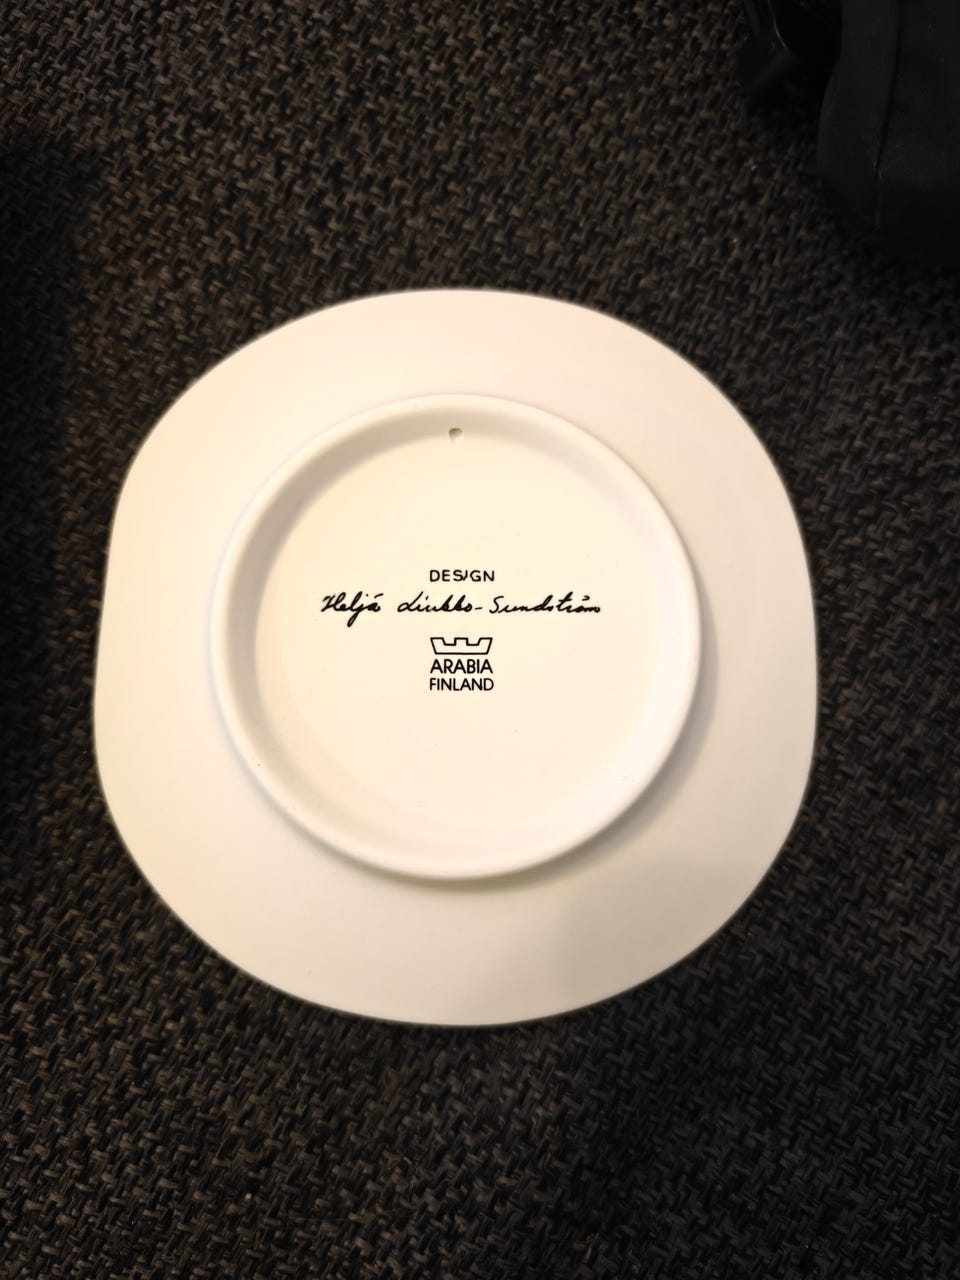 DESIGN
Heljä Liukko-Sundström
ARABIA
FINLAND